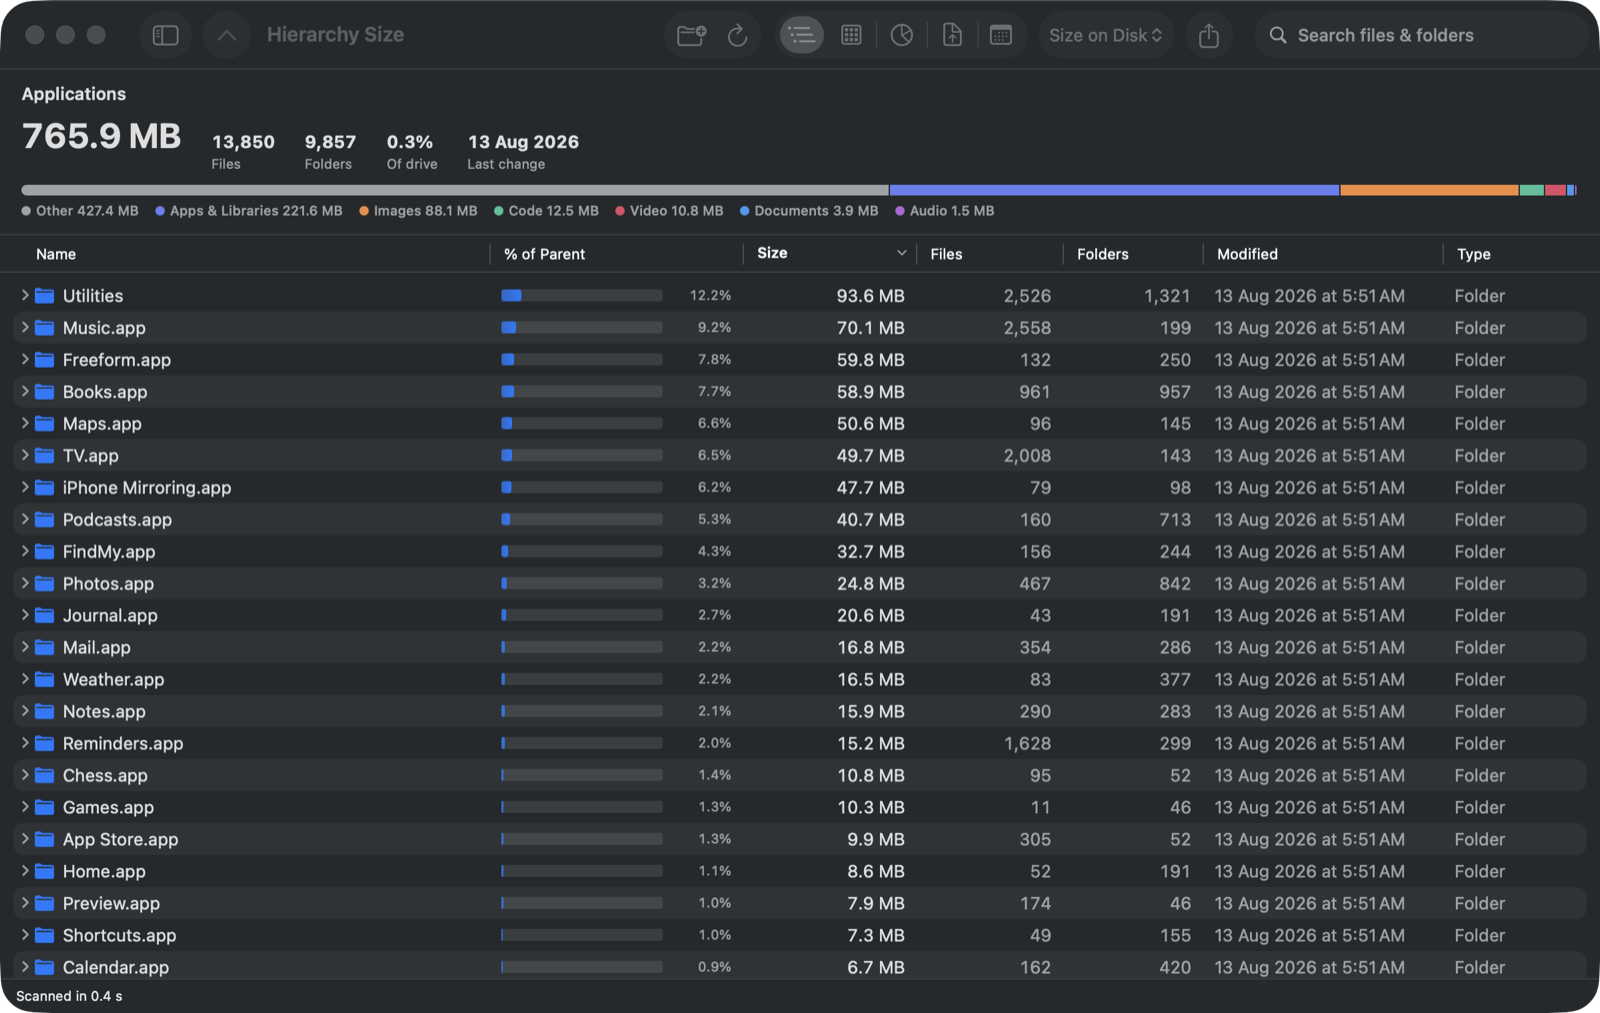 Hierarchy Size
Size on Disk
Search files & folders
Applications
765.9 MB
13,850 9,857 0.3% 13 Aug 2026
Files Folders Of drive Last change
Other 427.4 MB Apps & Libraries 221.6 MB Images 88.1 MB Code 12.5 MB Video 10.8 MB Documents 3.9 MB Audio 1.5 MB
Name % of Parent Size Files Folders Modified Type
Utilities 12.2% 93.6 MB 2,526 1,321 13 Aug 2026 at 5:51 AM Folder
Music.app 9.2% 70.1 MB 2,558 199 13 Aug 2026 at 5:51 AM Folder
Freeform.app 7.8% 59.8 MB 132 250 13 Aug 2026 at 5:51 AM Folder
Books.app 7.7% 58.9 MB 961 957 13 Aug 2026 at 5:51 AM Folder
Maps.app 6.6% 50.6 MB 96 145 13 Aug 2026 at 5:51 AM Folder
TV.app 6.5% 49.7 MB 2,008 143 13 Aug 2026 at 5:51 AM Folder
iPhone Mirroring.app 6.2% 47.7 MB 79 98 13 Aug 2026 at 5:51 AM Folder
Podcasts.app 5.3% 40.7 MB 160 713 13 Aug 2026 at 5:51 AM Folder
FindMy.app 4.3% 32.7 MB 156 244 13 Aug 2026 at 5:51 AM Folder
Photos.app 3.2% 24.8 MB 467 842 13 Aug 2026 at 5:51 AM Folder
Journal.app 2.7% 20.6 MB 43 191 13 Aug 2026 at 5:51 AM Folder
Mail.app 2.2% 16.8 MB 354 286 13 Aug 2026 at 5:51 AM Folder
Weather.app 2.2% 16.5 MB 83 377 13 Aug 2026 at 5:51 AM Folder
Notes.app 2.1% 15.9 MB 290 283 13 Aug 2026 at 5:51 AM Folder
Reminders.app 2.0% 15.2 MB 1,628 299 13 Aug 2026 at 5:51 AM Folder
Chess.app 1.4% 10.8 MB 95 52 13 Aug 2026 at 5:51 AM Folder
Games.app 1.3% 10.3 MB 11 46 13 Aug 2026 at 5:51 AM Folder
App Store.app 1.3% 9.9 MB 305 52 13 Aug 2026 at 5:51 AM Folder
Home.app 1.1% 8.6 MB 52 191 13 Aug 2026 at 5:51 AM Folder
Preview.app 1.0% 7.9 MB 174 46 13 Aug 2026 at 5:51 AM Folder
Shortcuts.app 1.0% 7.3 MB 49 155 13 Aug 2026 at 5:51 AM Folder
Calendar.app 0.9% 6.7 MB 162 420 13 Aug 2026 at 5:51 AM Folder
Scanned in 0.4 s